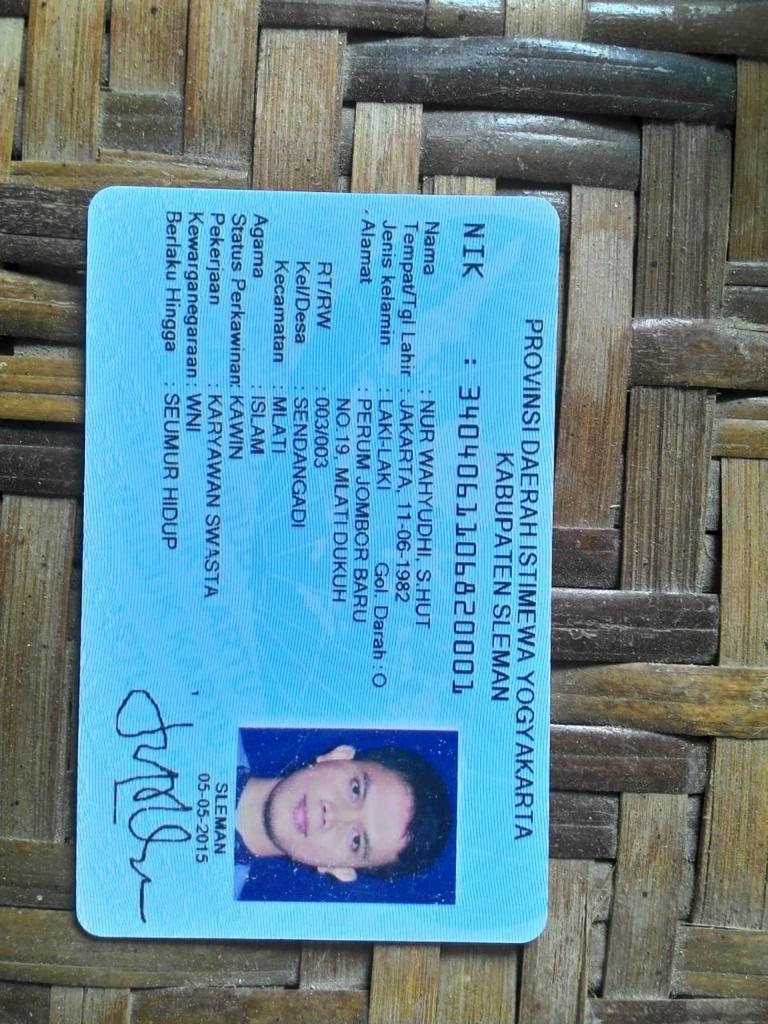 PROVINSI DAERAH ISTIMEWA YOGYAKARTA
KABUPATEN SLEMAN
NIK : 3404061106820001
Nama : NUR WAHYUDHI, S.HUT
Tempat/Tgl Lahir : JAKARTA, 11-06-1982
Jenis kelamin : LAKI-LAKI Gol. Darah : O
Alamat : PERUM JOMBOR BARU
NO.19, MLATI DUKUH
RT/RW : 003/003
Kel/Desa : SENDANGADI
Kecamatan : MLATI
Agama : ISLAM
Status Perkawinan: KAWIN
Pekerjaan : KARYAWAN SWASTA
Kewarganegaraan : WNI
Berlaku Hingga : SEUMUR HIDUP
SLEMAN
05-05-2015